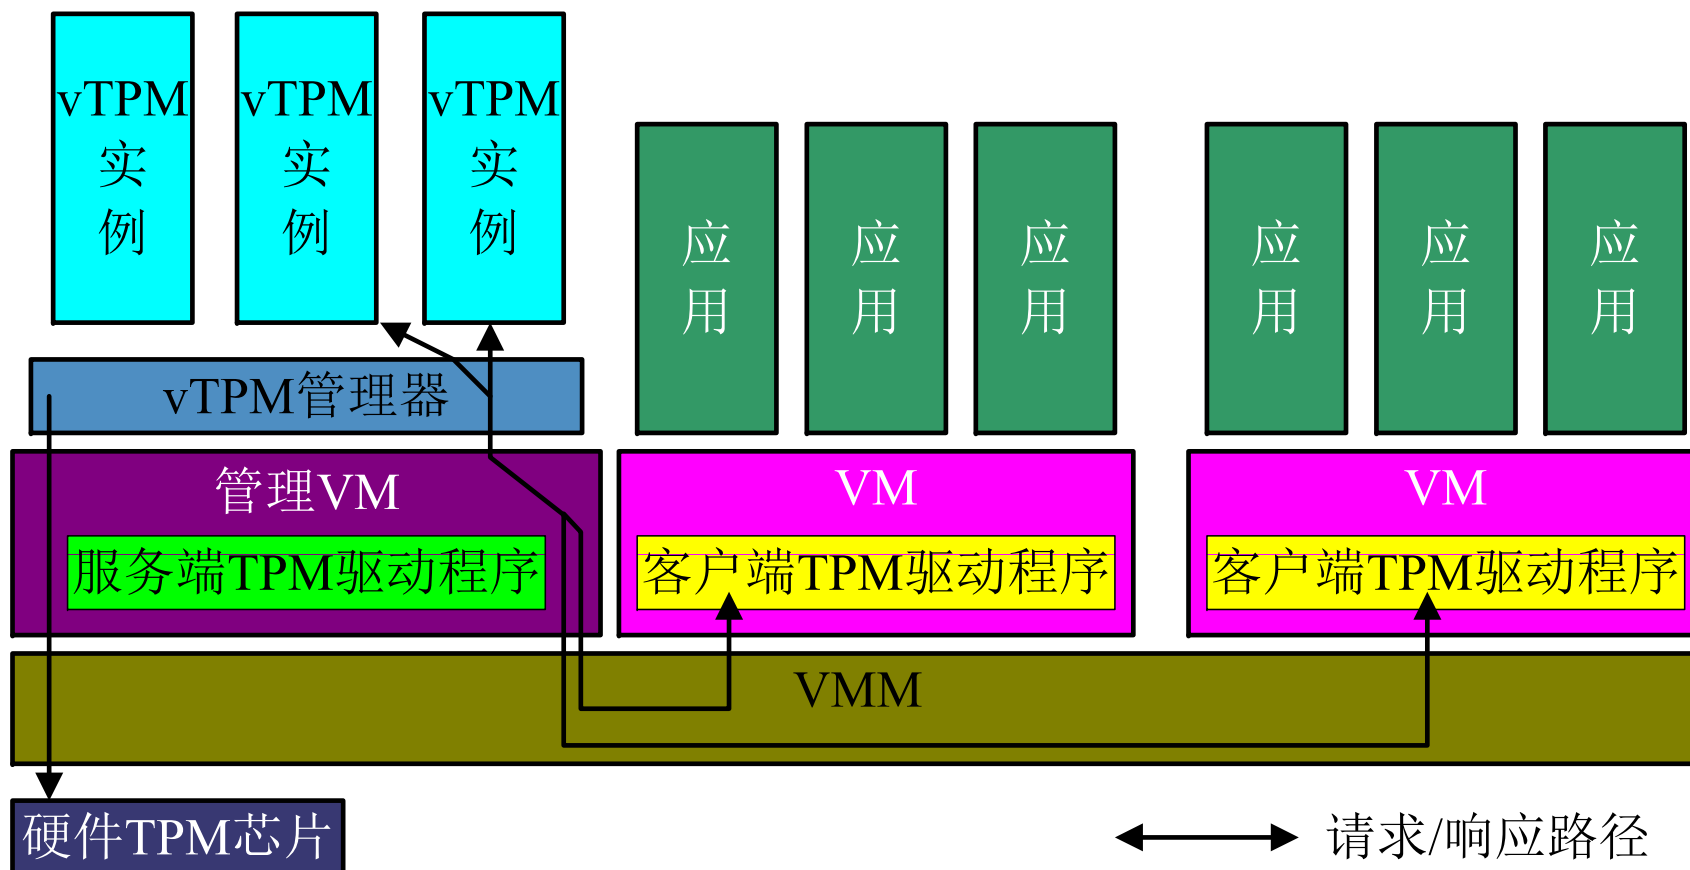 vTPM
实
例
vTPM
实
例
vTPM
实
例
应
用
应
用
应
用
应
用
应
用
应
用
vTPM管理器
管理VM
服务端TPM驱动程序
VM
客户端TPM驱动程序
VM
客户端TPM驱动程序
VMM
硬件TPM芯片
请求/响应路径